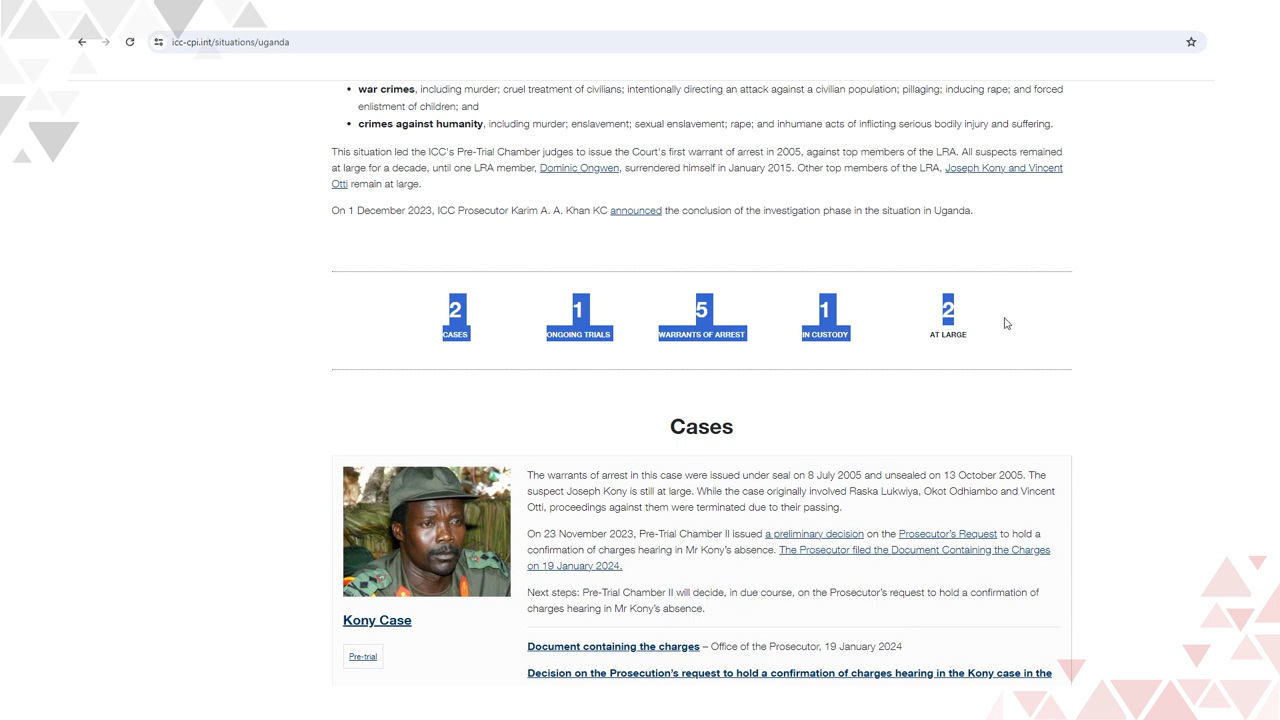 icc-cpi.int/situations/uganda
• war crimes, including murder; cruel treatment of civilians; intentionally directing an attack against a civilian population; pillaging; inducing rape; and forced
enlistment of children; and
• crimes against humanity, including murder; enslavement; sexual enslavement; rape; and inhumane acts of inflicting serious bodily injury and suffering.
This situation led the ICC's Pre-Trial Chamber judges to issue the Court's first warrant of arrest in 2005, against top members of the LRA. All suspects remained
at large for a decade, until one LRA member, Dominic Ongwen, surrendered himself in January 2015. Other top members of the LRA, Joseph Kony and Vincent
Otti remain at large.
On 1 December 2023, ICC Prosecutor Karim A. A. Khan KC announced the conclusion of the investigation phase in the situation in Uganda.
2 1 5 1 2
CASES ONGOING TRIALS WARRANTS OF ARREST IN CUSTODY AT LARGE
Cases
The warrants of arrest in this case were issued under seal on 8 July 2005 and unsealed on 13 October 2005. The
suspect Joseph Kony is still at large. While the case originally involved Raska Lukwiya, Okot Odhiambo and Vincent
Otti, proceedings against them were terminated due to their passing.
On 23 November 2023, Pre-Trial Chamber II issued a preliminary decision on the Prosecutor's Request to hold a
confirmation of charges hearing in Mr Kony's absence. The Prosecutor filed the Document Containing the Charges
on 19 January 2024.
Next steps: Pre-Trial Chamber II will decide, in due course, on the Prosecutor's request to hold a confirmation of
charges hearing in Mr Kony's absence.
Kony Case
Pre-trial
Document containing the charges – Office of the Prosecutor, 19 January 2024
Decision on the Prosecution's request to hold a confirmation of charges hearing in the Kony case in the